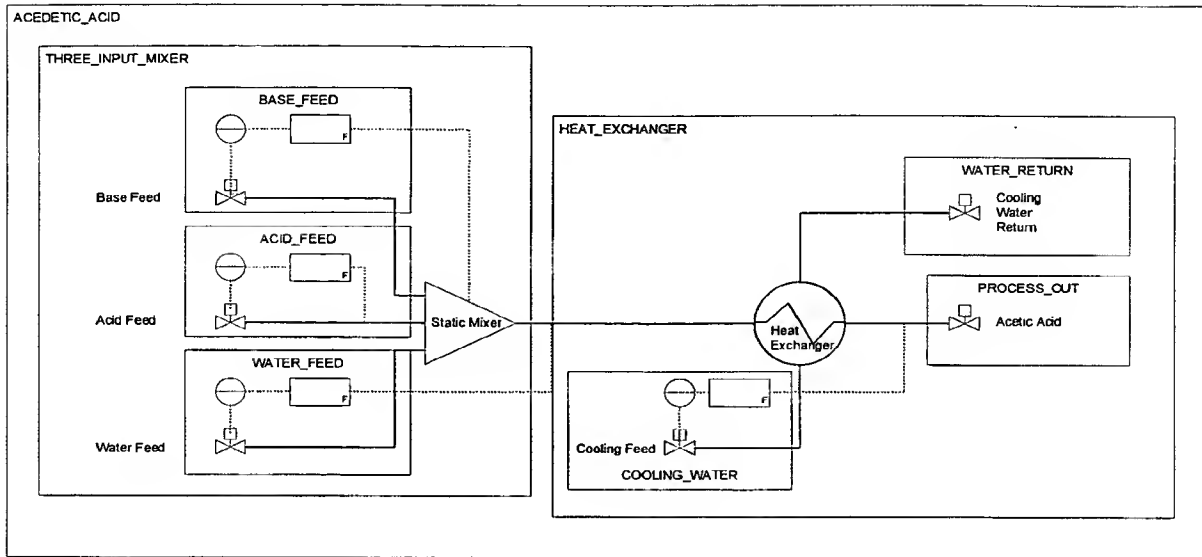 ACEDETIC_ACID
THREE_INPUT_MIXER
BASE_FEED
F
Base Feed
ACID_FEED
F
Acid Feed
Static Mixer
WATER_FEED
F
Water Feed
HEAT_EXCHANGER
WATER_RETURN
Cooling
Water
Return
PROCESS_OUT
Acetic Acid
Heat
Exchanger
F
Cooling Feed
COOLING_WATER